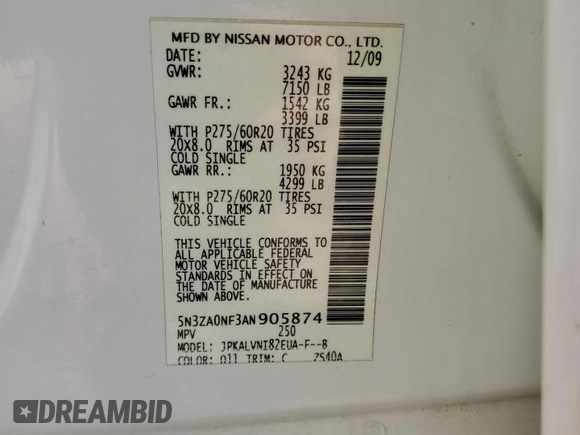 MFD BY NISSAN MOTOR CO., LTD.
DATE: 12/09
GVWR: 3243 KG
7150 LB
GAWR FR.: 1542 KG
3399 LB
WITH P275/60R20 TIRES
20X8.0 RIMS AT 35 PSI
COLD SINGLE
GAWR RR.: 1950 KG
4299 LB
WITH P275/60R20 TIRES
20X8.0 RIMS AT 35 PSI
COLD SINGLE
THIS VEHICLE CONFORMS TO
ALL APPLICABLE FEDERAL
MOTOR VEHICLE SAFETY
STANDARDS IN EFFECT ON
THE DATE OF MANUFACTURE
SHOWN ABOVE.
5N3ZA0NF3AN905874
MPV 250
MODEL: JPKALVNI82EUA-F--B
COLOR: Q11 TRIM: C ZS40A
DREAMBID